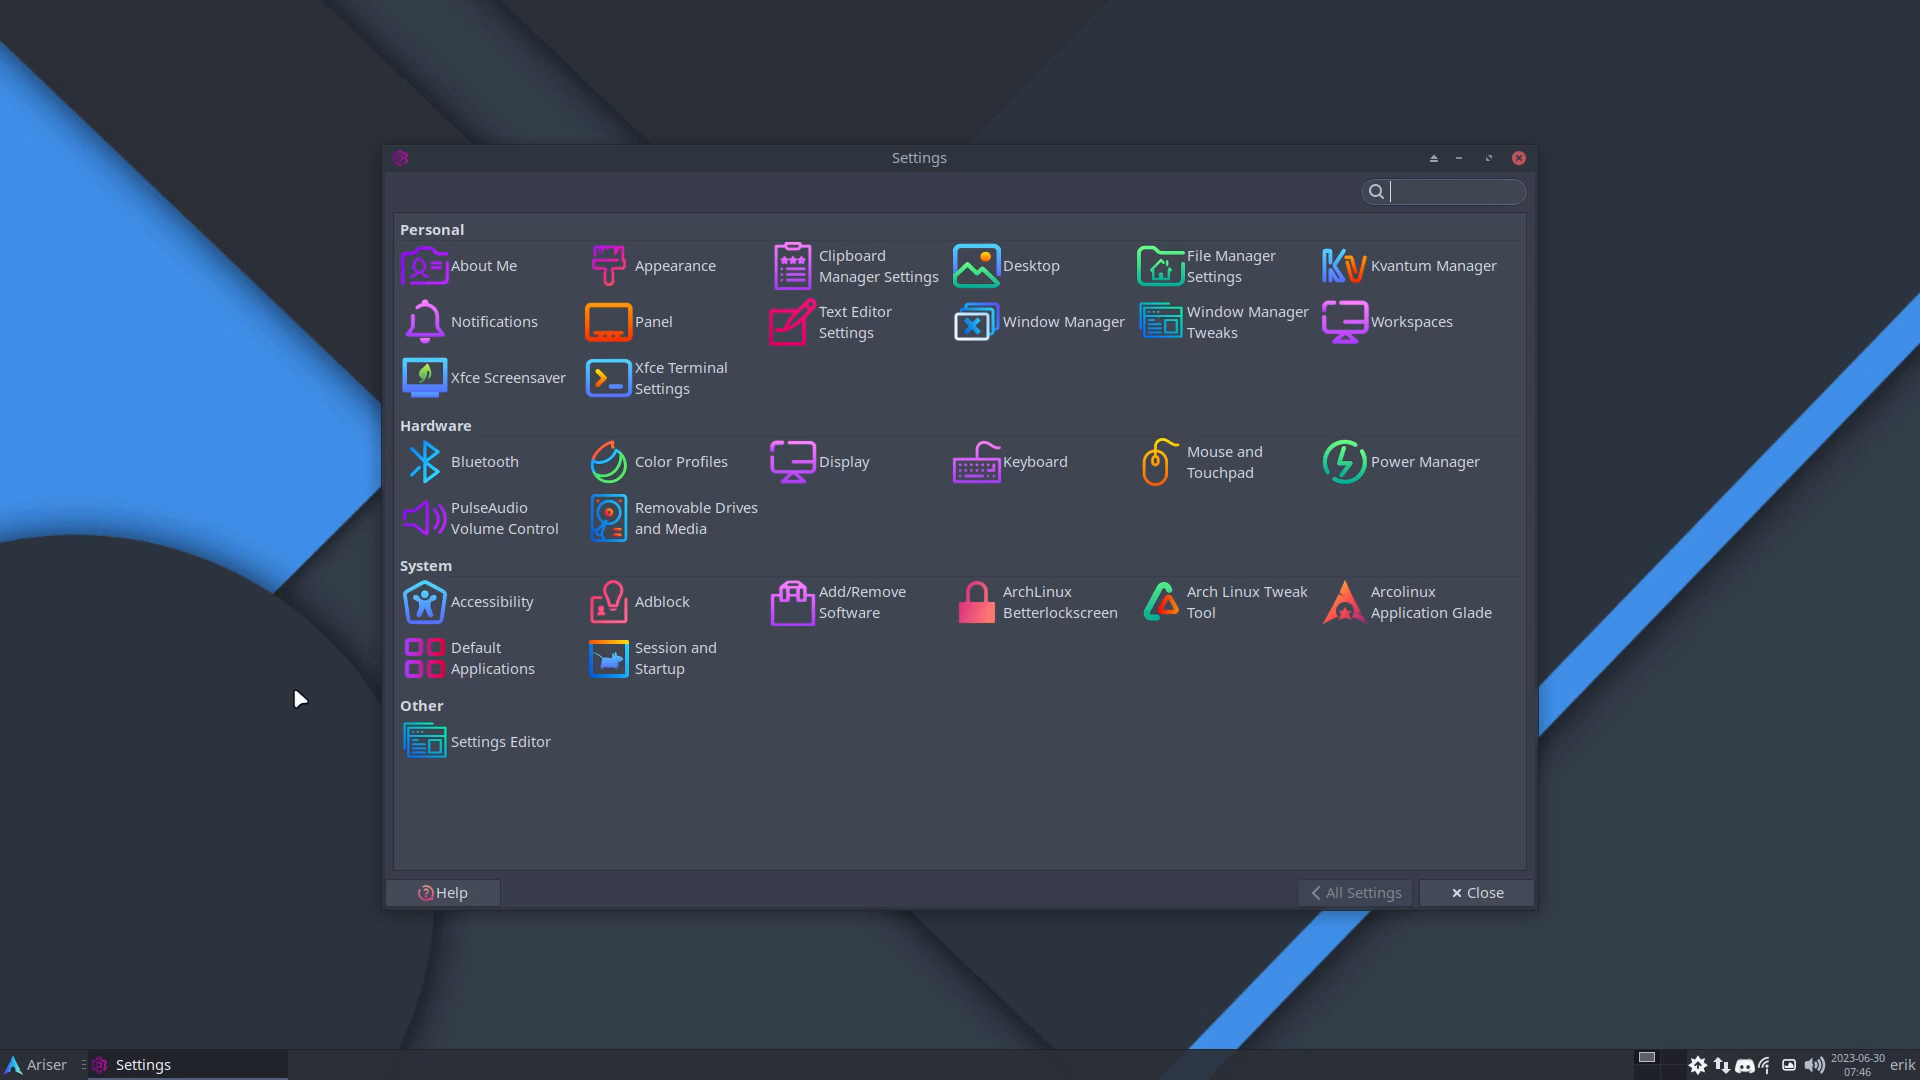 Settings
Personal
About Me
Appearance
Clipboard
Manager Settings
Desktop
File Manager
Settings
Kvantum Manager
Notifications
Panel
Text Editor
Settings
Window Manager
Window Manager
Tweaks
Workspaces
Xfce Screensaver
Xfce Terminal
Settings
Hardware
Bluetooth
Color Profiles
Display
Keyboard
Mouse and
Touchpad
Power Manager
PulseAudio
Volume Control
Removable Drives
and Media
System
Accessibility
Adblock
Add/Remove
Software
ArchLinux
Betterlockscreen
Arch Linux Tweak
Tool
Arcolinux
Application Glade
Default
Applications
Session and
Startup
Other
Settings Editor
Help
All Settings
Close
Ariser
Settings
2023-06-30
07:46
erik